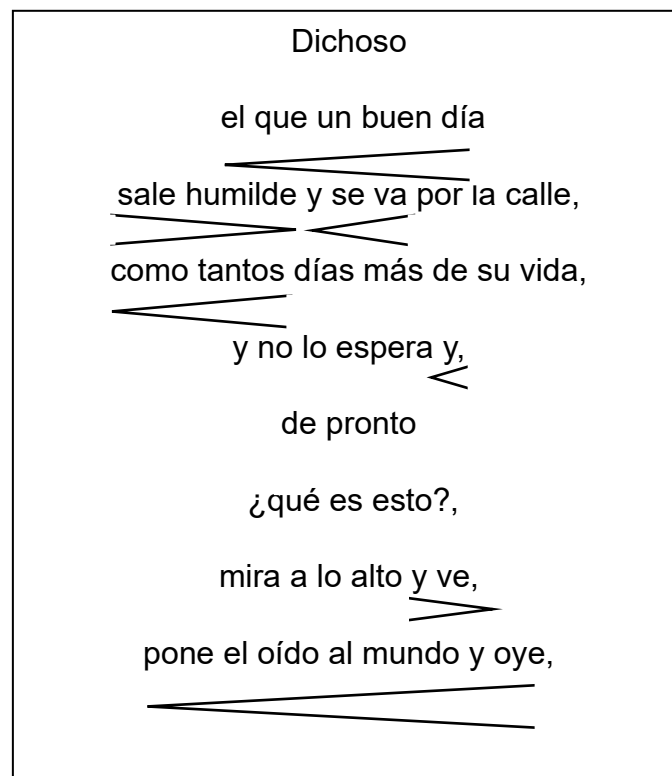 Dichoso
el que un buen día
sale humilde y se va por la calle,
como tantos días más de su vida,
y no lo espera y,
de pronto
¿qué es esto?,
mira a lo alto y ve,
pone el oído al mundo y oye,